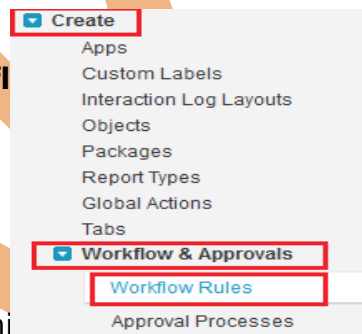 Create
Apps
Custom Labels
Interaction Log Layouts
Objects
Packages
Report Types
Global Actions
Tabs
Workflow & Approvals
Workflow Rules
Approval Processes